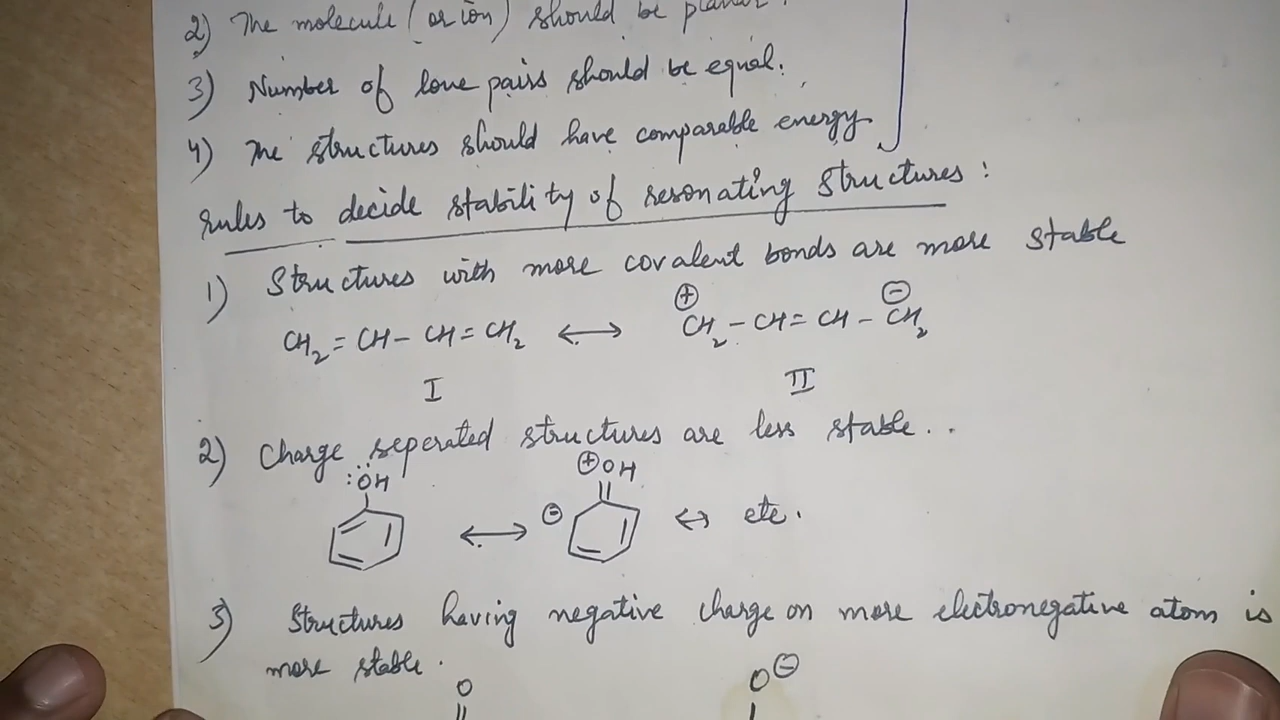 2) The molecule (or ion) should be planar.
3) Number of lone pairs should be equal.
4) The structures should have comparable energy
rules to decide stability of resonating structures :
1) Structures with more covalent bonds are more stable
⊕ ⊖
CH₂ = CH – CH = CH₂ ↔ CH₂ – CH = CH – CH₂
I II
2) Charge seperated structures are less stable..
:ÖH ⊕OH
↔ ⊖ ↔ etc.
3) Structures having negative charge on more electronegative atom is
more stable.
O O⊖